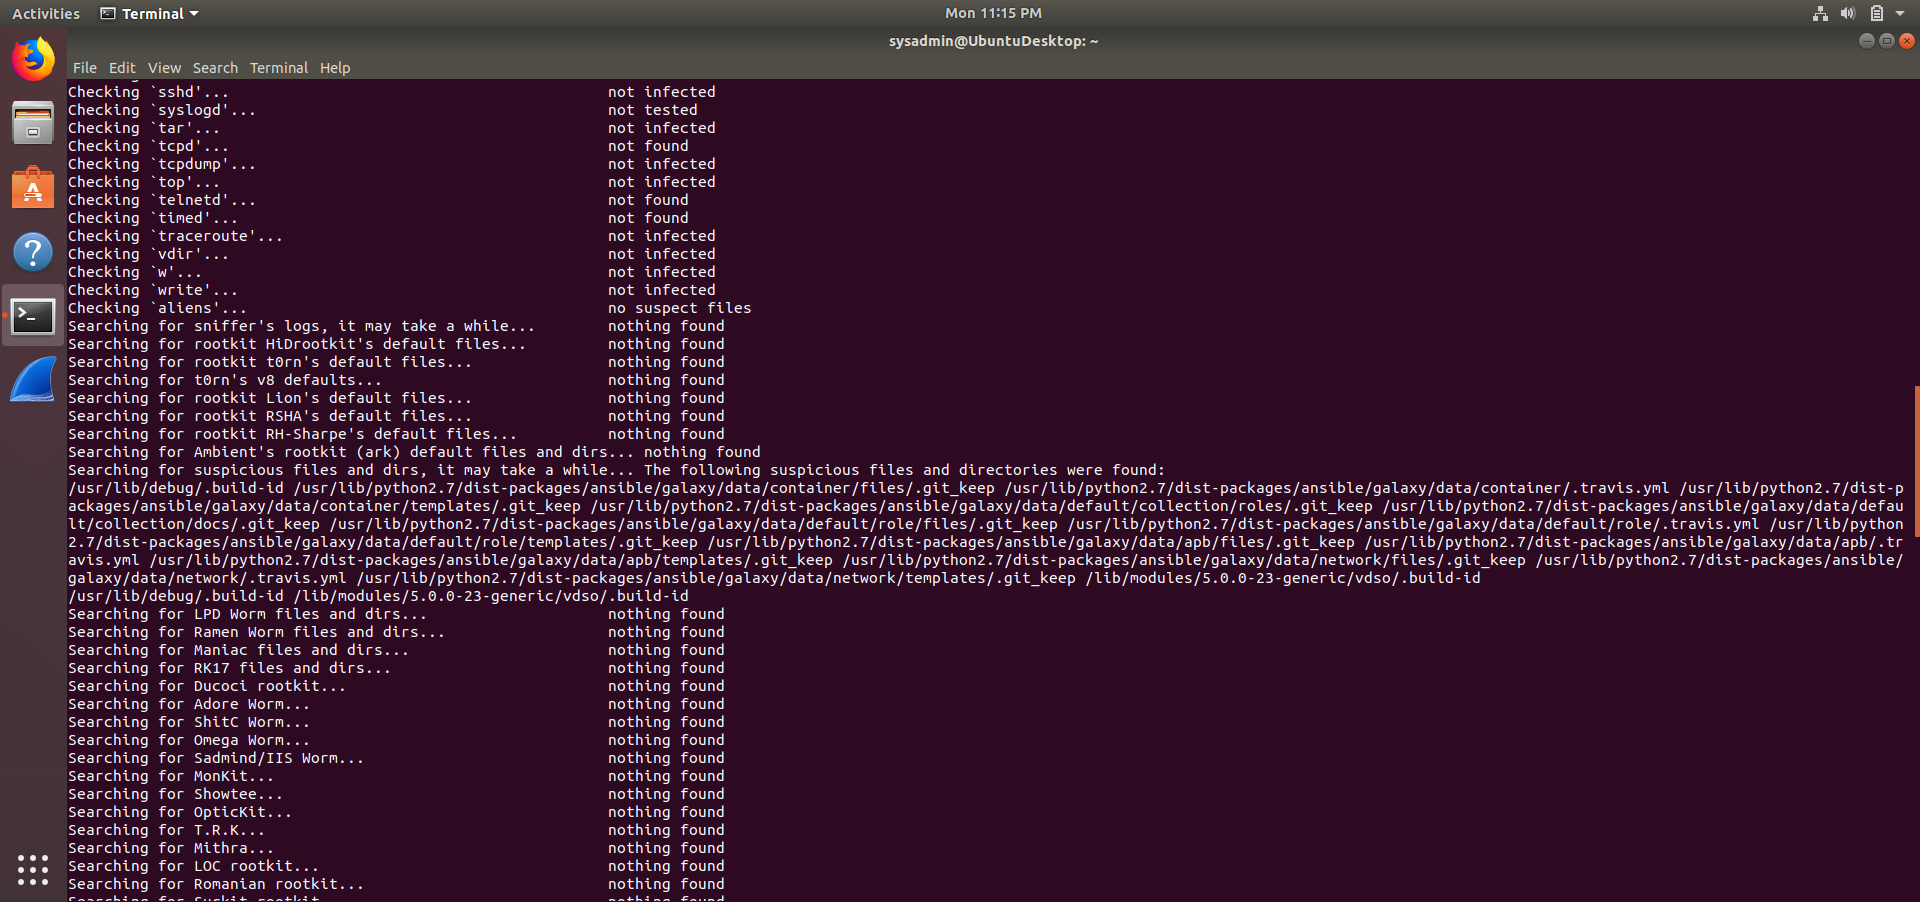 Activities Terminal Mon 11:15 PM
sysadmin@UbuntuDesktop: ~
File Edit View Search Terminal Help
Checking `sshd'... not infected
Checking `syslogd'... not tested
Checking `tar'... not infected
Checking `tcpd'... not found
Checking `tcpdump'... not infected
Checking `top'... not infected
Checking `telnetd'... not found
Checking `timed'... not found
Checking `traceroute'... not infected
Checking `vdir'... not infected
Checking `w'... not infected
Checking `write'... not infected
Checking `aliens'... no suspect files
Searching for sniffer's logs, it may take a while... nothing found
Searching for rootkit HiDrootkit's default files... nothing found
Searching for rootkit t0rn's default files... nothing found
Searching for t0rn's v8 defaults... nothing found
Searching for rootkit Lion's default files... nothing found
Searching for rootkit RSHA's default files... nothing found
Searching for rootkit RH-Sharpe's default files... nothing found
Searching for Ambient's rootkit (ark) default files and dirs... nothing found
Searching for suspicious files and dirs, it may take a while... The following suspicious files and directories were found:
/usr/lib/debug/.build-id /usr/lib/python2.7/dist-packages/ansible/galaxy/data/container/files/.git_keep /usr/lib/python2.7/dist-packages/ansible/galaxy/data/container/.travis.yml /usr/lib/python2.7/dist-p
ackages/ansible/galaxy/data/container/templates/.git_keep /usr/lib/python2.7/dist-packages/ansible/galaxy/data/default/collection/roles/.git_keep /usr/lib/python2.7/dist-packages/ansible/galaxy/data/defau
lt/collection/docs/.git_keep /usr/lib/python2.7/dist-packages/ansible/galaxy/data/default/role/files/.git_keep /usr/lib/python2.7/dist-packages/ansible/galaxy/data/default/role/.travis.yml /usr/lib/python
2.7/dist-packages/ansible/galaxy/data/default/role/templates/.git_keep /usr/lib/python2.7/dist-packages/ansible/galaxy/data/apb/files/.git_keep /usr/lib/python2.7/dist-packages/ansible/galaxy/data/apb/.tr
avis.yml /usr/lib/python2.7/dist-packages/ansible/galaxy/data/apb/templates/.git_keep /usr/lib/python2.7/dist-packages/ansible/galaxy/data/network/files/.git_keep /usr/lib/python2.7/dist-packages/ansible/
galaxy/data/network/.travis.yml /usr/lib/python2.7/dist-packages/ansible/galaxy/data/network/templates/.git_keep /lib/modules/5.0.0-23-generic/vdso/.build-id
/usr/lib/debug/.build-id /lib/modules/5.0.0-23-generic/vdso/.build-id
Searching for LPD Worm files and dirs... nothing found
Searching for Ramen Worm files and dirs... nothing found
Searching for Maniac files and dirs... nothing found
Searching for RK17 files and dirs... nothing found
Searching for Ducoci rootkit... nothing found
Searching for Adore Worm... nothing found
Searching for ShitC Worm... nothing found
Searching for Omega Worm... nothing found
Searching for Sadmind/IIS Worm... nothing found
Searching for MonKit... nothing found
Searching for Showtee... nothing found
Searching for OpticKit... nothing found
Searching for T.R.K... nothing found
Searching for Mithra... nothing found
Searching for LOC rootkit... nothing found
Searching for Romanian rootkit... nothing found
Searching for Suckit rootkit nothing found